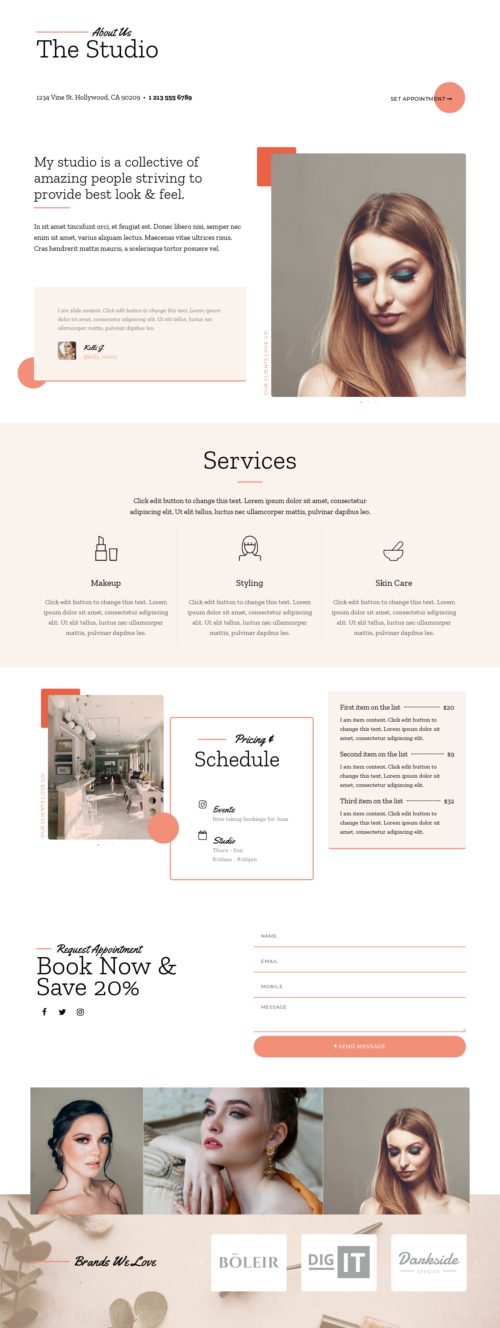 About Us
The Studio
1234 Vine St. Hollywood, CA 90209 • 1 213 555 6789
SET APPOINTMENT
My studio is a collective of
amazing people striving to
provide best look & feel.
In sit amet tincidunt orci, et feugiat est. Donec libero nisi, semper nec
enim sit amet, varius aliquam lectus. Maecenas vitae ultrices risus.
Cras hendrerit mattis mauris, a scelerisque tortor posuere vel.
I am slide content. Click edit button to change this text. Lorem ipsum
dolor sit amet, consectetur adipiscing elit. Ut elit tellus, luctus nec
ullamcorper mattis, pulvinar dapibus leo.
Kelli J.
OUR CLIENTS LOVE US!
Services
Click edit button to change this text. Lorem ipsum dolor sit amet, consectetur
adipiscing elit. Ut elit tellus, luctus nec ullamcorper mattis, pulvinar dapibus leo.
Makeup
Click edit button to change this text. Lorem
ipsum dolor sit amet, consectetur adipiscing
elit. Ut elit tellus, luctus nec ullamcorper
mattis, pulvinar dapibus leo.
Styling
Click edit button to change this text. Lorem
ipsum dolor sit amet, consectetur adipiscing
elit. Ut elit tellus, luctus nec ullamcorper
mattis, pulvinar dapibus leo.
Skin Care
Click edit button to change this text. Lorem
ipsum dolor sit amet, consectetur adipiscing
elit. Ut elit tellus, luctus nec ullamcorper
mattis, pulvinar dapibus leo.
OUR CLIENTS LOVE US!
Pricing &
Schedule
Events
Now taking bookings for June
Studio
Thurs - Sun
8:00am - 8:00pm
First item on the list $20
I am item content. Click edit button to
change this text. Lorem ipsum dolor sit
amet, consectetur adipiscing elit.
Second item on the list $9
I am item content. Click edit button to
change this text. Lorem ipsum dolor sit
amet, consectetur adipiscing elit.
Third item on the list $32
I am item content. Click edit button to
change this text. Lorem ipsum dolor sit
amet, consectetur adipiscing elit.
Request Appointment
Book Now &
Save 20%
NAME
EMAIL
MOBILE
MESSAGE
SEND MESSAGE
Brands We Love
BŌLEIR
DIGIT
Darkside
STUDIOS